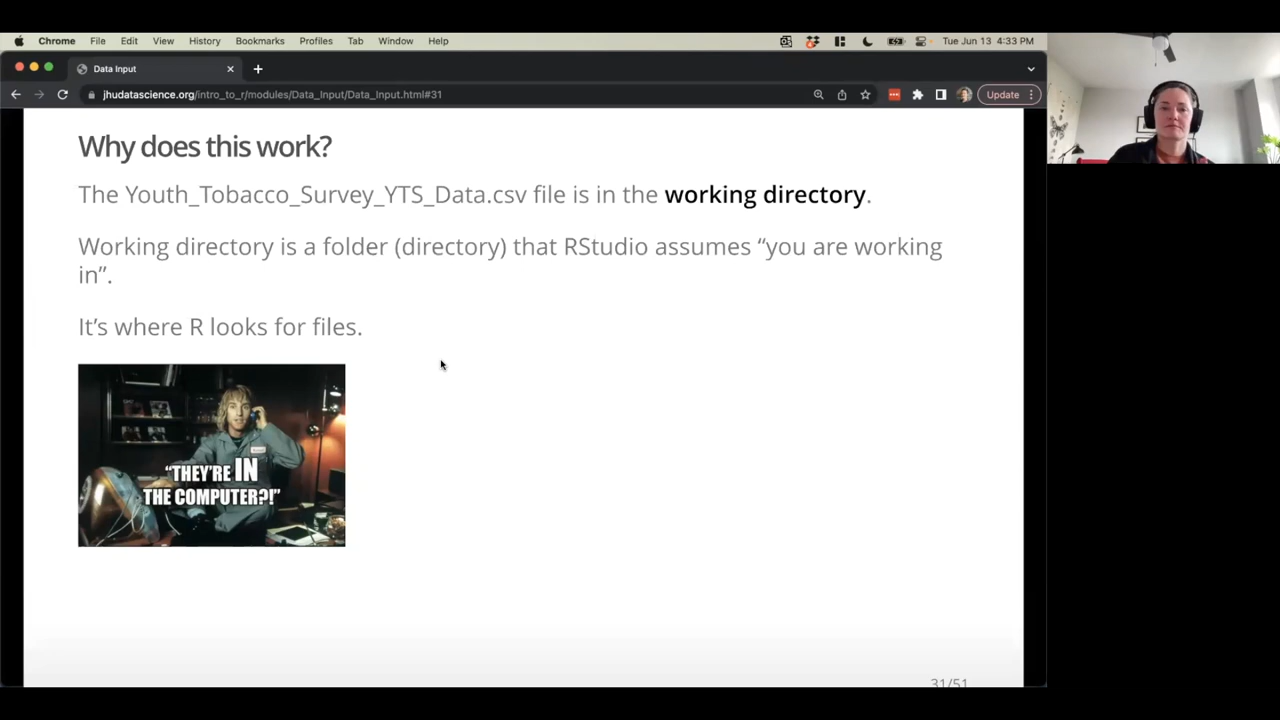 Chrome File Edit View History Bookmarks Profiles Tab Window Help Tue Jun 13 4:33 PM
Data Input
jhudatascience.org/intro_to_r/modules/Data_Input/Data_Input.html#31 Update
Why does this work?
The Youth_Tobacco_Survey_YTS_Data.csv file is in the working directory.
Working directory is a folder (directory) that RStudio assumes “you are working
in”.
It’s where R looks for files.
“THEY’RE IN
THE COMPUTER?!”
31/51